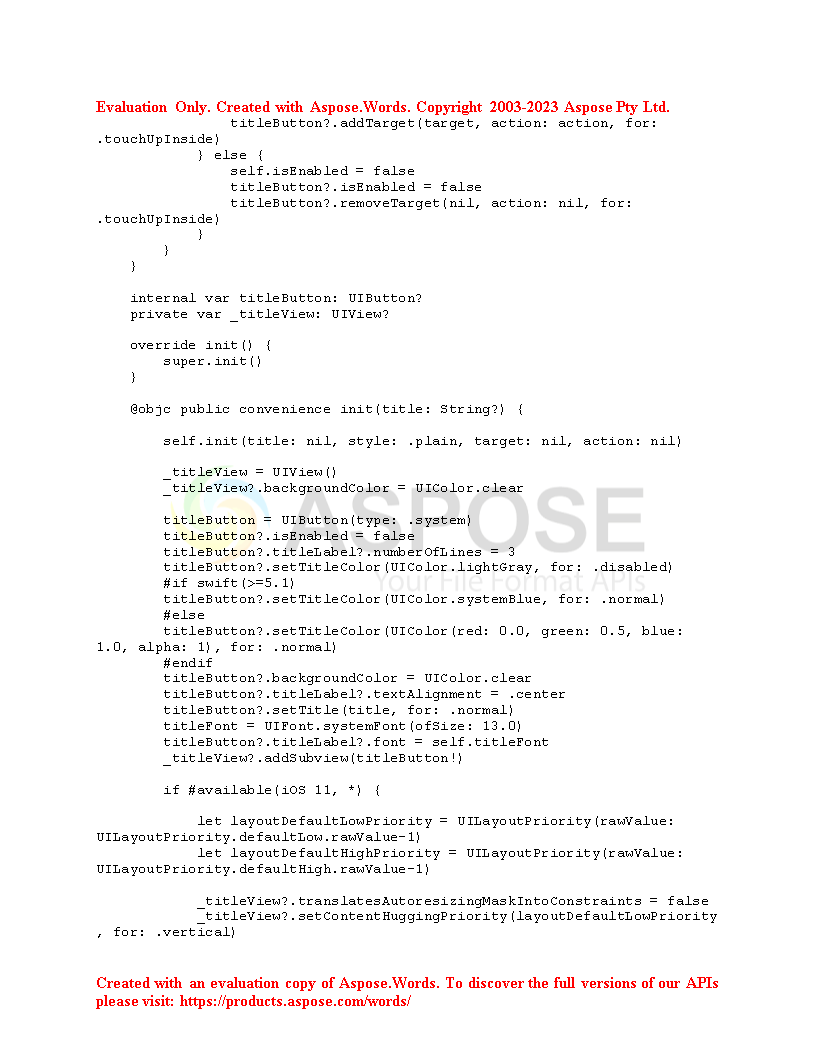 Evaluation Only. Created with Aspose.Words. Copyright 2003-2023 Aspose Pty Ltd.
                titleButton?.addTarget(target, action: action, for:
.touchUpInside)
            } else {
                self.isEnabled = false
                titleButton?.isEnabled = false
                titleButton?.removeTarget(nil, action: nil, for:
.touchUpInside)
            }
        }
    }

    internal var titleButton: UIButton?
    private var _titleView: UIView?

    override init() {
        super.init()
    }

    @objc public convenience init(title: String?) {

        self.init(title: nil, style: .plain, target: nil, action: nil)

        _titleView = UIView()
        _titleView?.backgroundColor = UIColor.clear

ASPOSE
        titleButton = UIButton(type: .system)
        titleButton?.isEnabled = false
        titleButton?.titleLabel?.numberOfLines = 3
        titleButton?.setTitleColor(UIColor.lightGray, for: .disabled)
Your File Format APIs
        #if swift(>=5.1)
        titleButton?.setTitleColor(UIColor.systemBlue, for: .normal)
        #else
        titleButton?.setTitleColor(UIColor(red: 0.0, green: 0.5, blue:
1.0, alpha: 1), for: .normal)
        #endif
        titleButton?.backgroundColor = UIColor.clear
        titleButton?.titleLabel?.textAlignment = .center
        titleButton?.setTitle(title, for: .normal)
        titleFont = UIFont.systemFont(ofSize: 13.0)
        titleButton?.titleLabel?.font = self.titleFont
        _titleView?.addSubview(titleButton!)

        if #available(iOS 11, *) {

            let layoutDefaultLowPriority = UILayoutPriority(rawValue:
UILayoutPriority.defaultLow.rawValue-1)
            let layoutDefaultHighPriority = UILayoutPriority(rawValue:
UILayoutPriority.defaultHigh.rawValue-1)

            _titleView?.translatesAutoresizingMaskIntoConstraints = false
            _titleView?.setContentHuggingPriority(layoutDefaultLowPriority
, for: .vertical)

Created with an evaluation copy of Aspose.Words. To discover the full versions of our APIs
please visit: https://products.aspose.com/words/